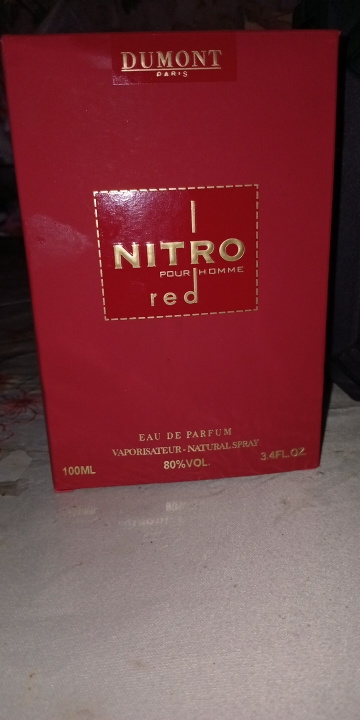 DUMONT
PARIS
NITRO
POUR HOMME
red
EAU DE PARFUM
VAPORISATEUR - NATURAL SPRAY
100ML 80%VOL. 3.4FL.OZ.